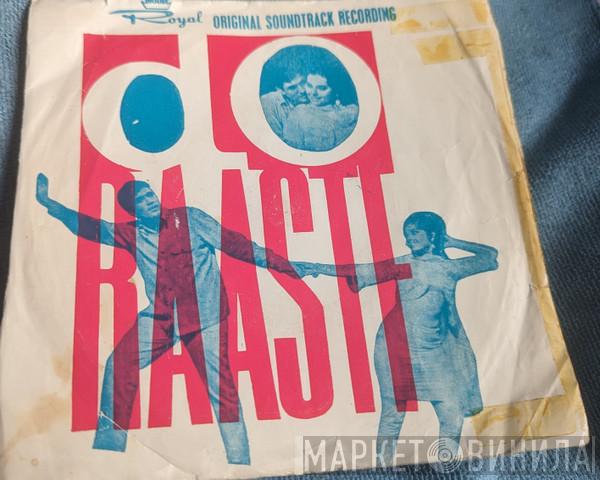 Royal ORIGINAL SOUNDTRACK RECORDING
DO
RAASTE
МАРКЕТ ВИНИЛА